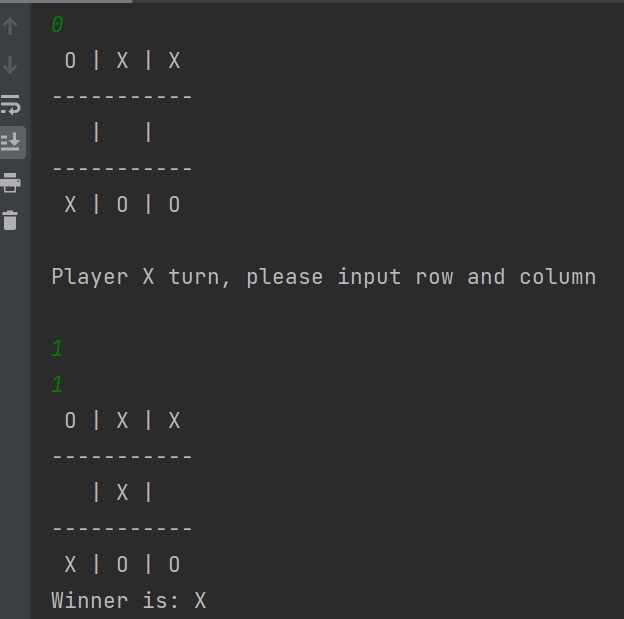 0
 O | X | X
-----------
   |   |
-----------
 X | O | O
Player X turn, please input row and column
1
1
 O | X | X
-----------
   | X |
-----------
 X | O | O
Winner is: X